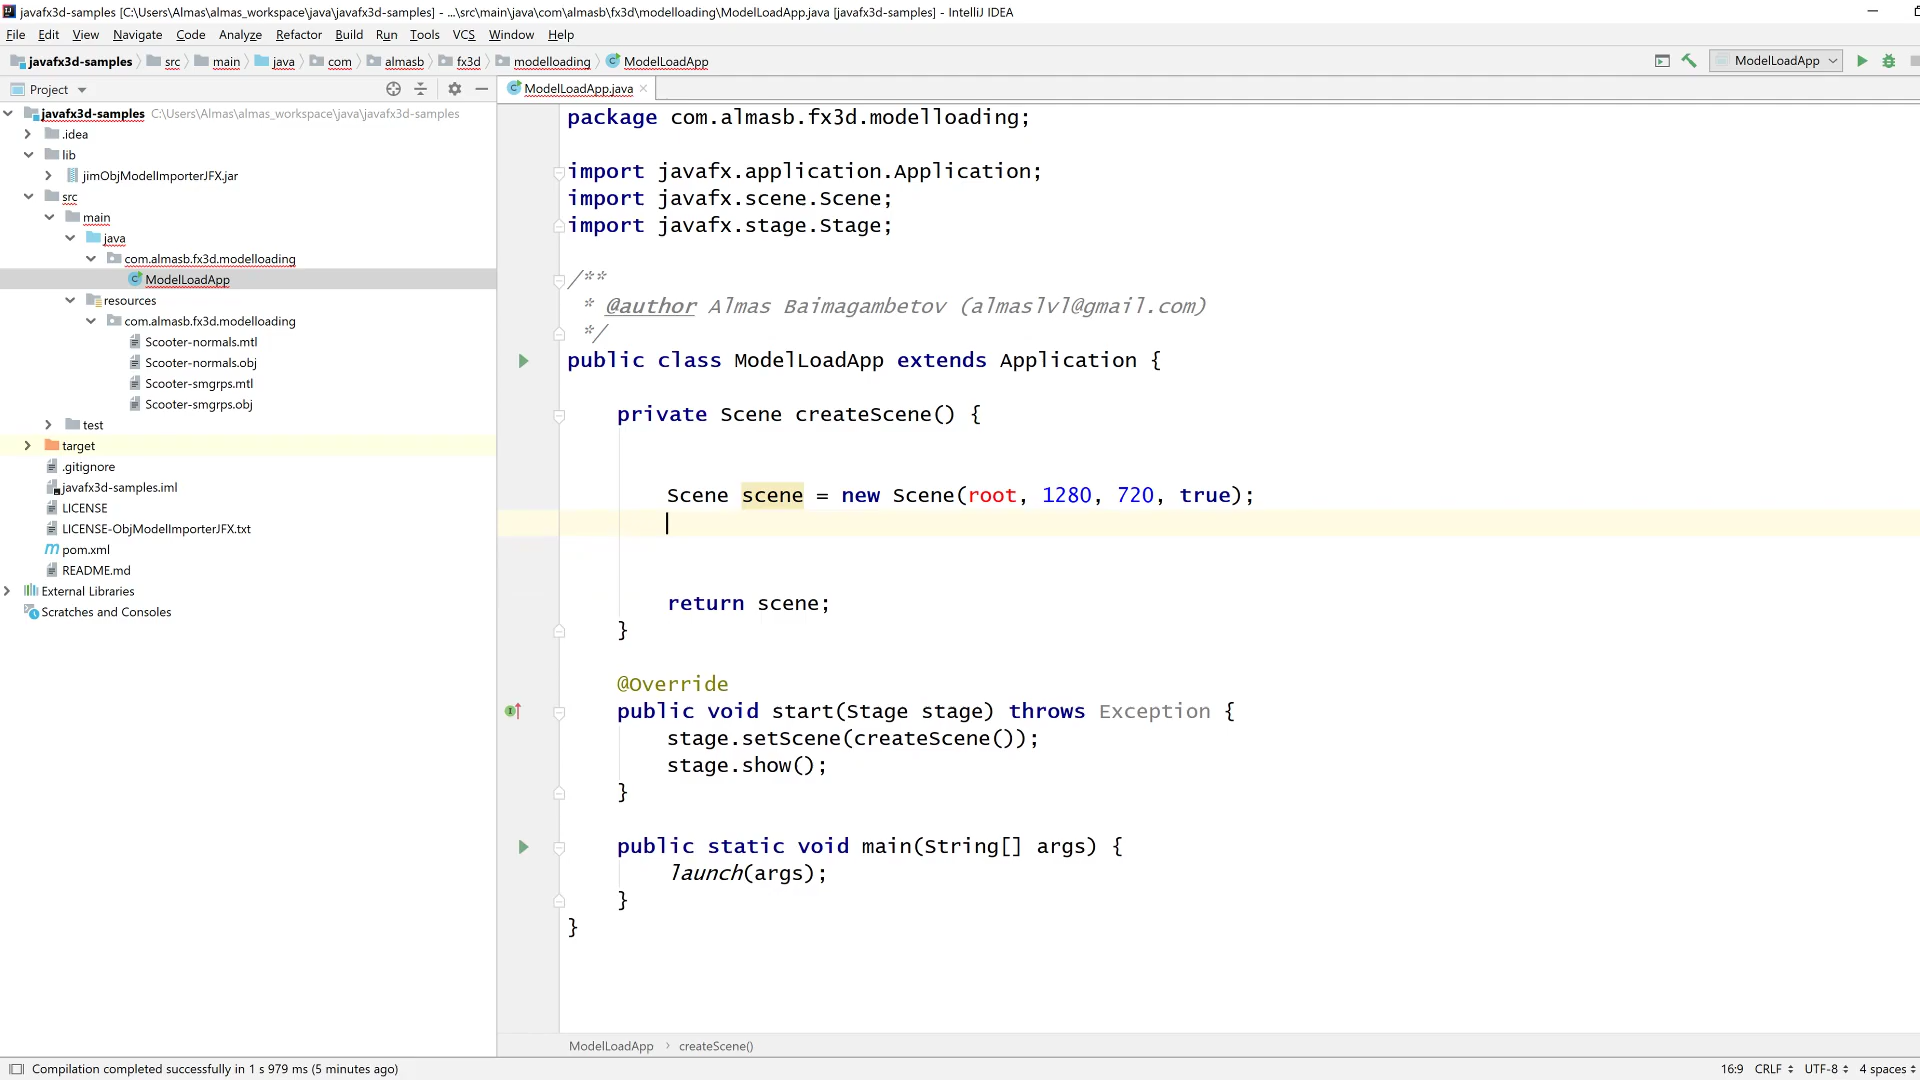 javafx3d-samples [C:\Users\Almas\almas_workspace\java\javafx3d-samples] - ...\src\main\java\com\almasb\fx3d\modelloading\ModelLoadApp.java [javafx3d-samples] - IntelliJ IDEA
File Edit View Navigate Code Analyze Refactor Build Run Tools VCS Window Help
javafx3d-samples src main java com almasb fx3d modelloading ModelLoadApp ModelLoadApp
Project ModelLoadApp.java
javafx3d-samples C:\Users\Almas\almas_workspace\java\javafx3d-samples
.idea
lib
jimObjModelImporterJFX.jar
src
main
java
com.almasb.fx3d.modelloading
ModelLoadApp
resources
com.almasb.fx3d.modelloading
Scooter-normals.mtl
Scooter-normals.obj
Scooter-smgrps.mtl
Scooter-smgrps.obj
test
target
.gitignore
javafx3d-samples.iml
LICENSE
LICENSE-ObjModelImporterJFX.txt
pom.xml
README.md
External Libraries
Scratches and Consoles
package com.almasb.fx3d.modelloading;
import javafx.application.Application;
import javafx.scene.Scene;
import javafx.stage.Stage;
/**
* @author Almas Baimagambetov (almaslvl@gmail.com)
*/
public class ModelLoadApp extends Application {
private Scene createScene() {
Scene scene = new Scene(root, 1280, 720, true);
return scene;
}
@Override
public void start(Stage stage) throws Exception {
stage.setScene(createScene());
stage.show();
}
public static void main(String[] args) {
launch(args);
}
}
ModelLoadApp › createScene()
Compilation completed successfully in 1 s 979 ms (5 minutes ago) 16:9 CRLF UTF-8 4 spaces